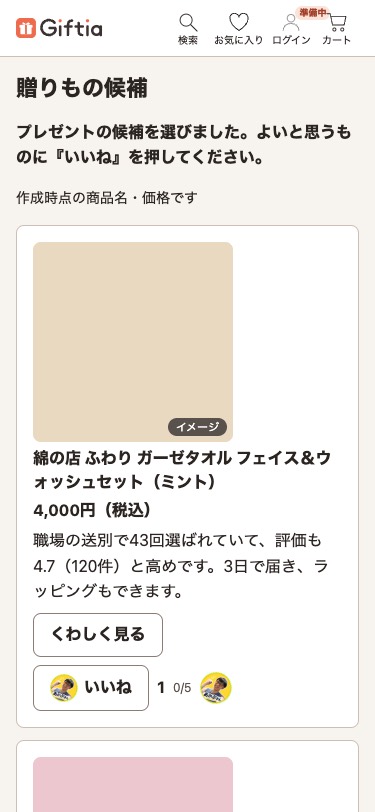 Giftia
準備中
検索 お気に入り ログイン カート
贈りもの候補
プレゼントの候補を選びました。よいと思うも
のに『いいね』を押してください。
作成時点の商品名・価格です
イメージ
綿の店 ふわり ガーゼタオル フェイス＆ウ
ォッシュセット（ミント）
4,000円（税込）
職場の送別で43回選ばれていて、評価も
4.7（120件）と高めです。3日で届き、ラ
ッピングもできます。
くわしく見る
いいね 1 0/5